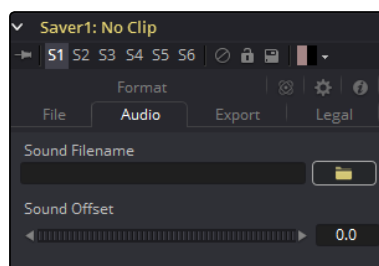 Saver1: No Clip
S1 S2 S3 S4 S5 S6
Format
File Audio Export Legal
Sound Filename
Sound Offset
0.0